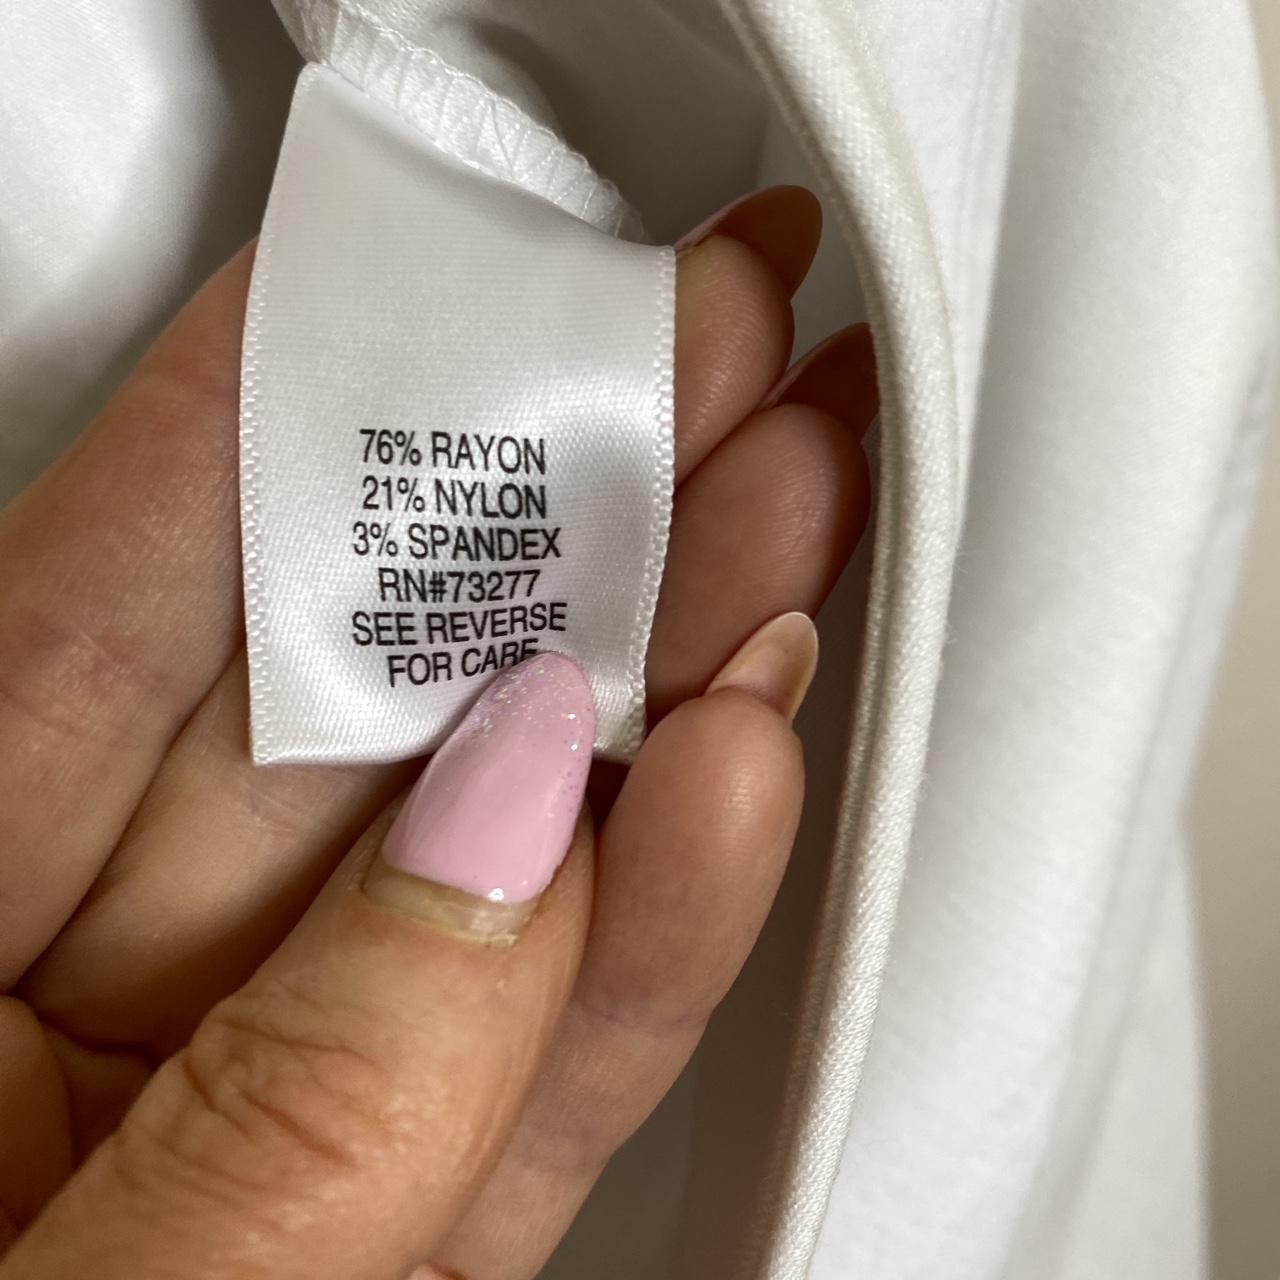 76% RAYON
21% NYLON
3% SPANDEX
RN#73277
SEE REVERSE
FOR CARE